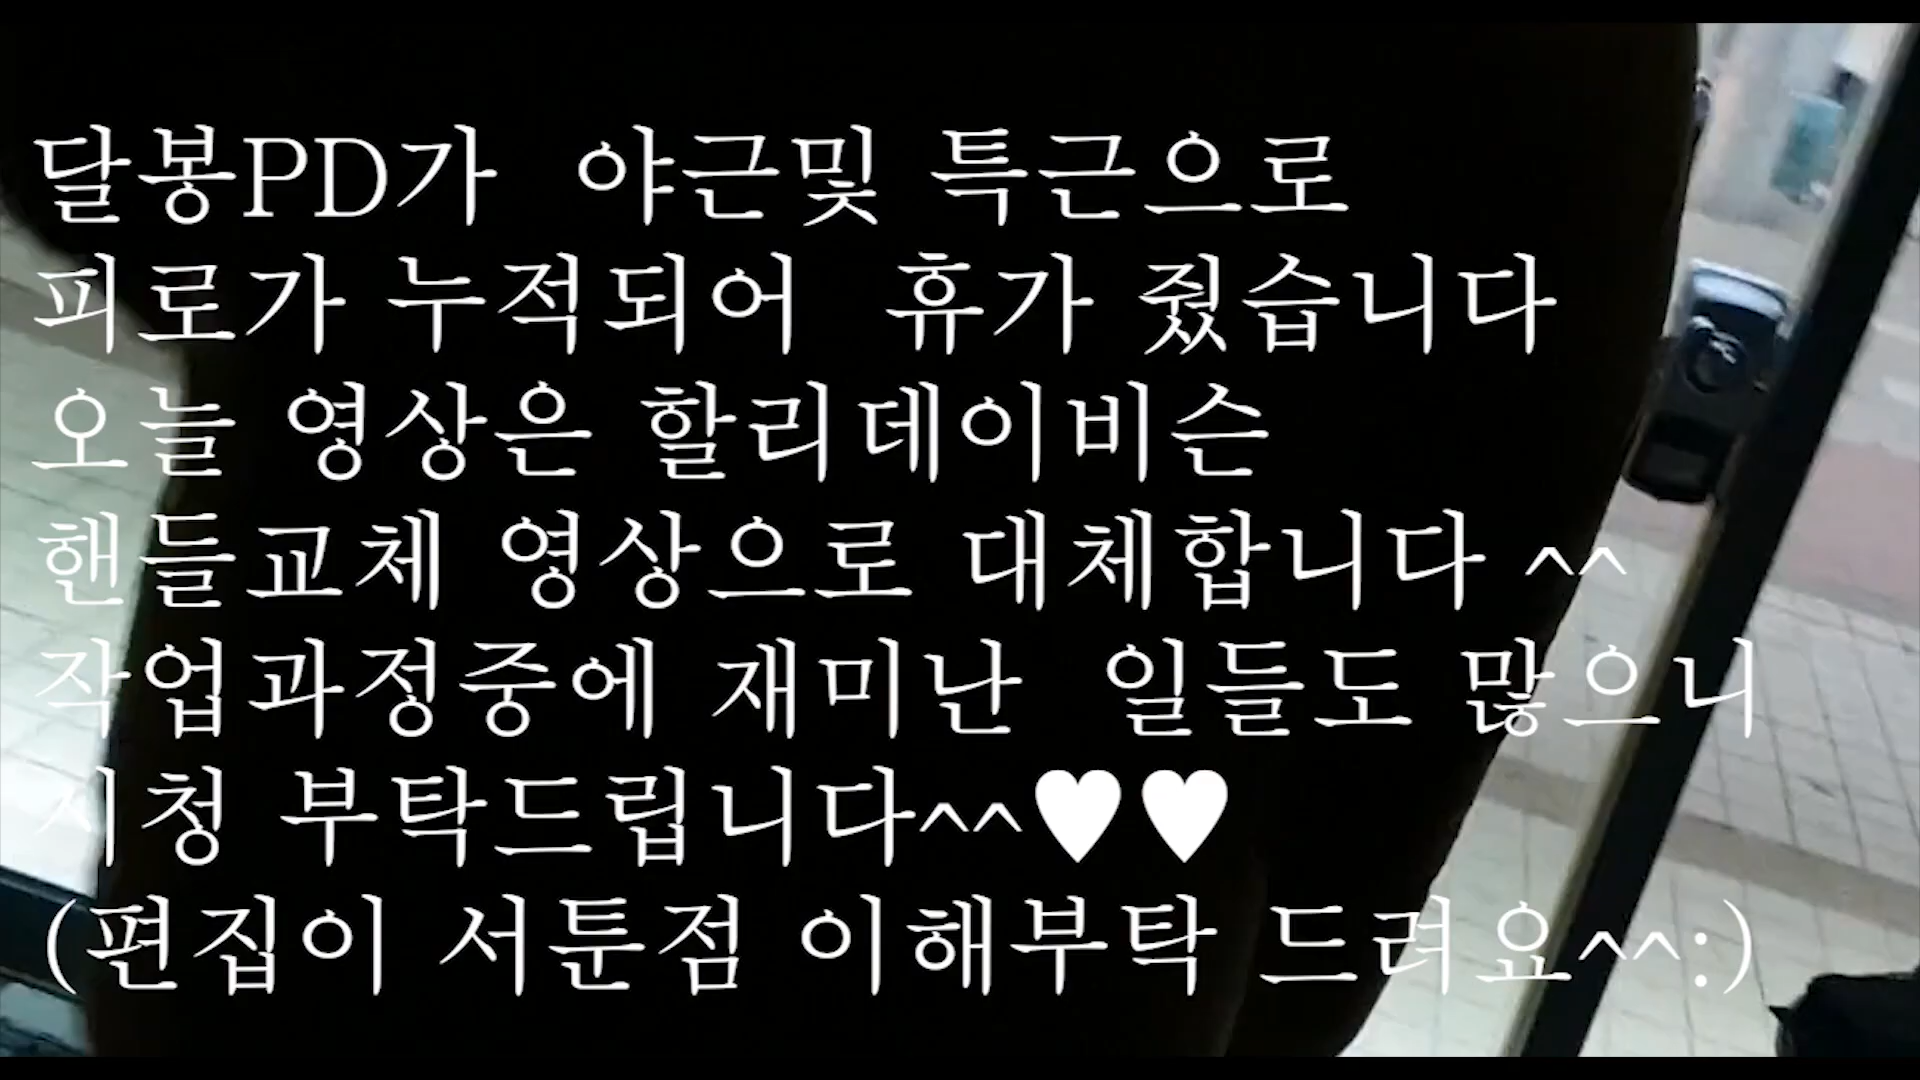 달봉PD가 야근및 특근으로
피로가 누적되어 휴가 줬습니다
오늘 영상은 할리데이비슨
핸들교체 영상으로 대체합니다 ^^
작업과정중에 재미난 일들도 많으니
시청 부탁드립니다^^♥♥
(편집이 서툰점 이해부탁 드려요^^:)